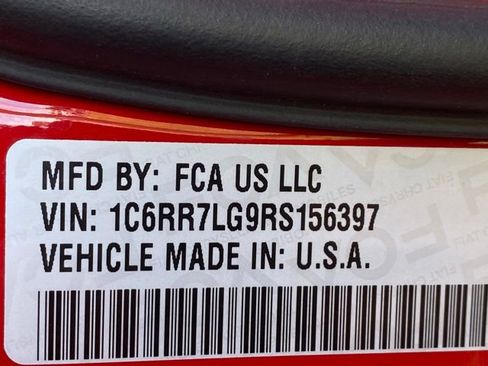 MFD BY: FCA US LLC
VIN: 1C6RR7LG9RS156397
VEHICLE MADE IN: U.S.A.